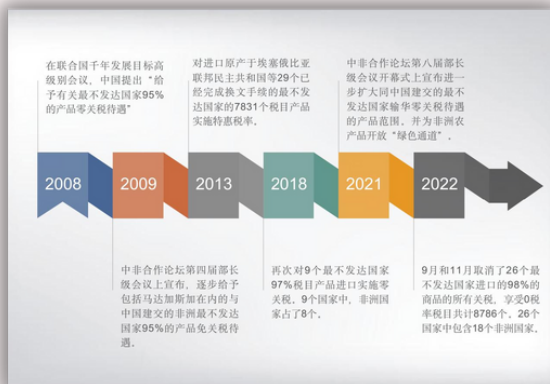 在联合国千年发展目标高
级别会议，中国提出“给
予有关最不发达国家95%
的产品零关税待遇”
对进口原产于埃塞俄比亚
联邦民主共和国等29个已
经完成换文手续的最不发
达国家的7831个税目产品
实施特惠税率。
中非合作论坛第八届部长
级会议开幕式上宣布进一
步扩大同中国建交的最不
发达国家输华零关税待遇
的产品范围，并为非洲农
产品开放“绿色通道”。
2008
2009
2013
2018
2021
2022
中非合作论坛第四届部长
级会议上宣布，逐步给予
包括马达加斯加在内的与
中国建交的非洲最不发达
国家95%的产品免关税待
遇。
再次对9个最不发达国家
97%税目产品进口实施零
关税。9个国家中，非洲国
家占了8个。
9月和11月取消了26个最
不发达国家进口的98%的
商品的所有关税，享受0税
率税目共计8786个。26个
国家中包含18个非洲国家。